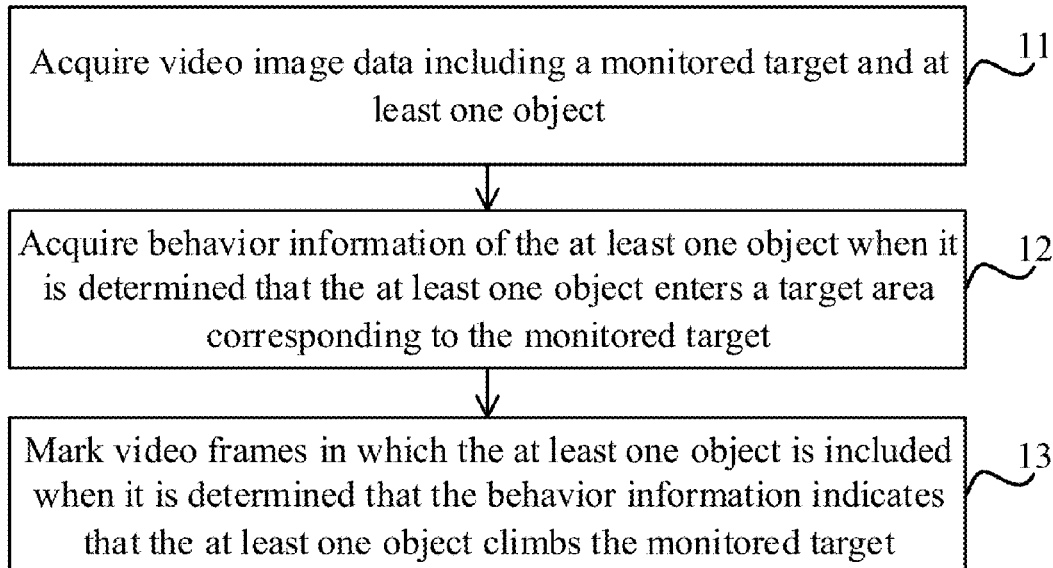 Acquire video image data including a monitored target and at
least one object
11
Acquire behavior information of the at least one object when it
is determined that the at least one object enters a target area
corresponding to the monitored target
12
Mark video frames in which the at least one object is included
when it is determined that the behavior information indicates
that the at least one object climbs the monitored target
13